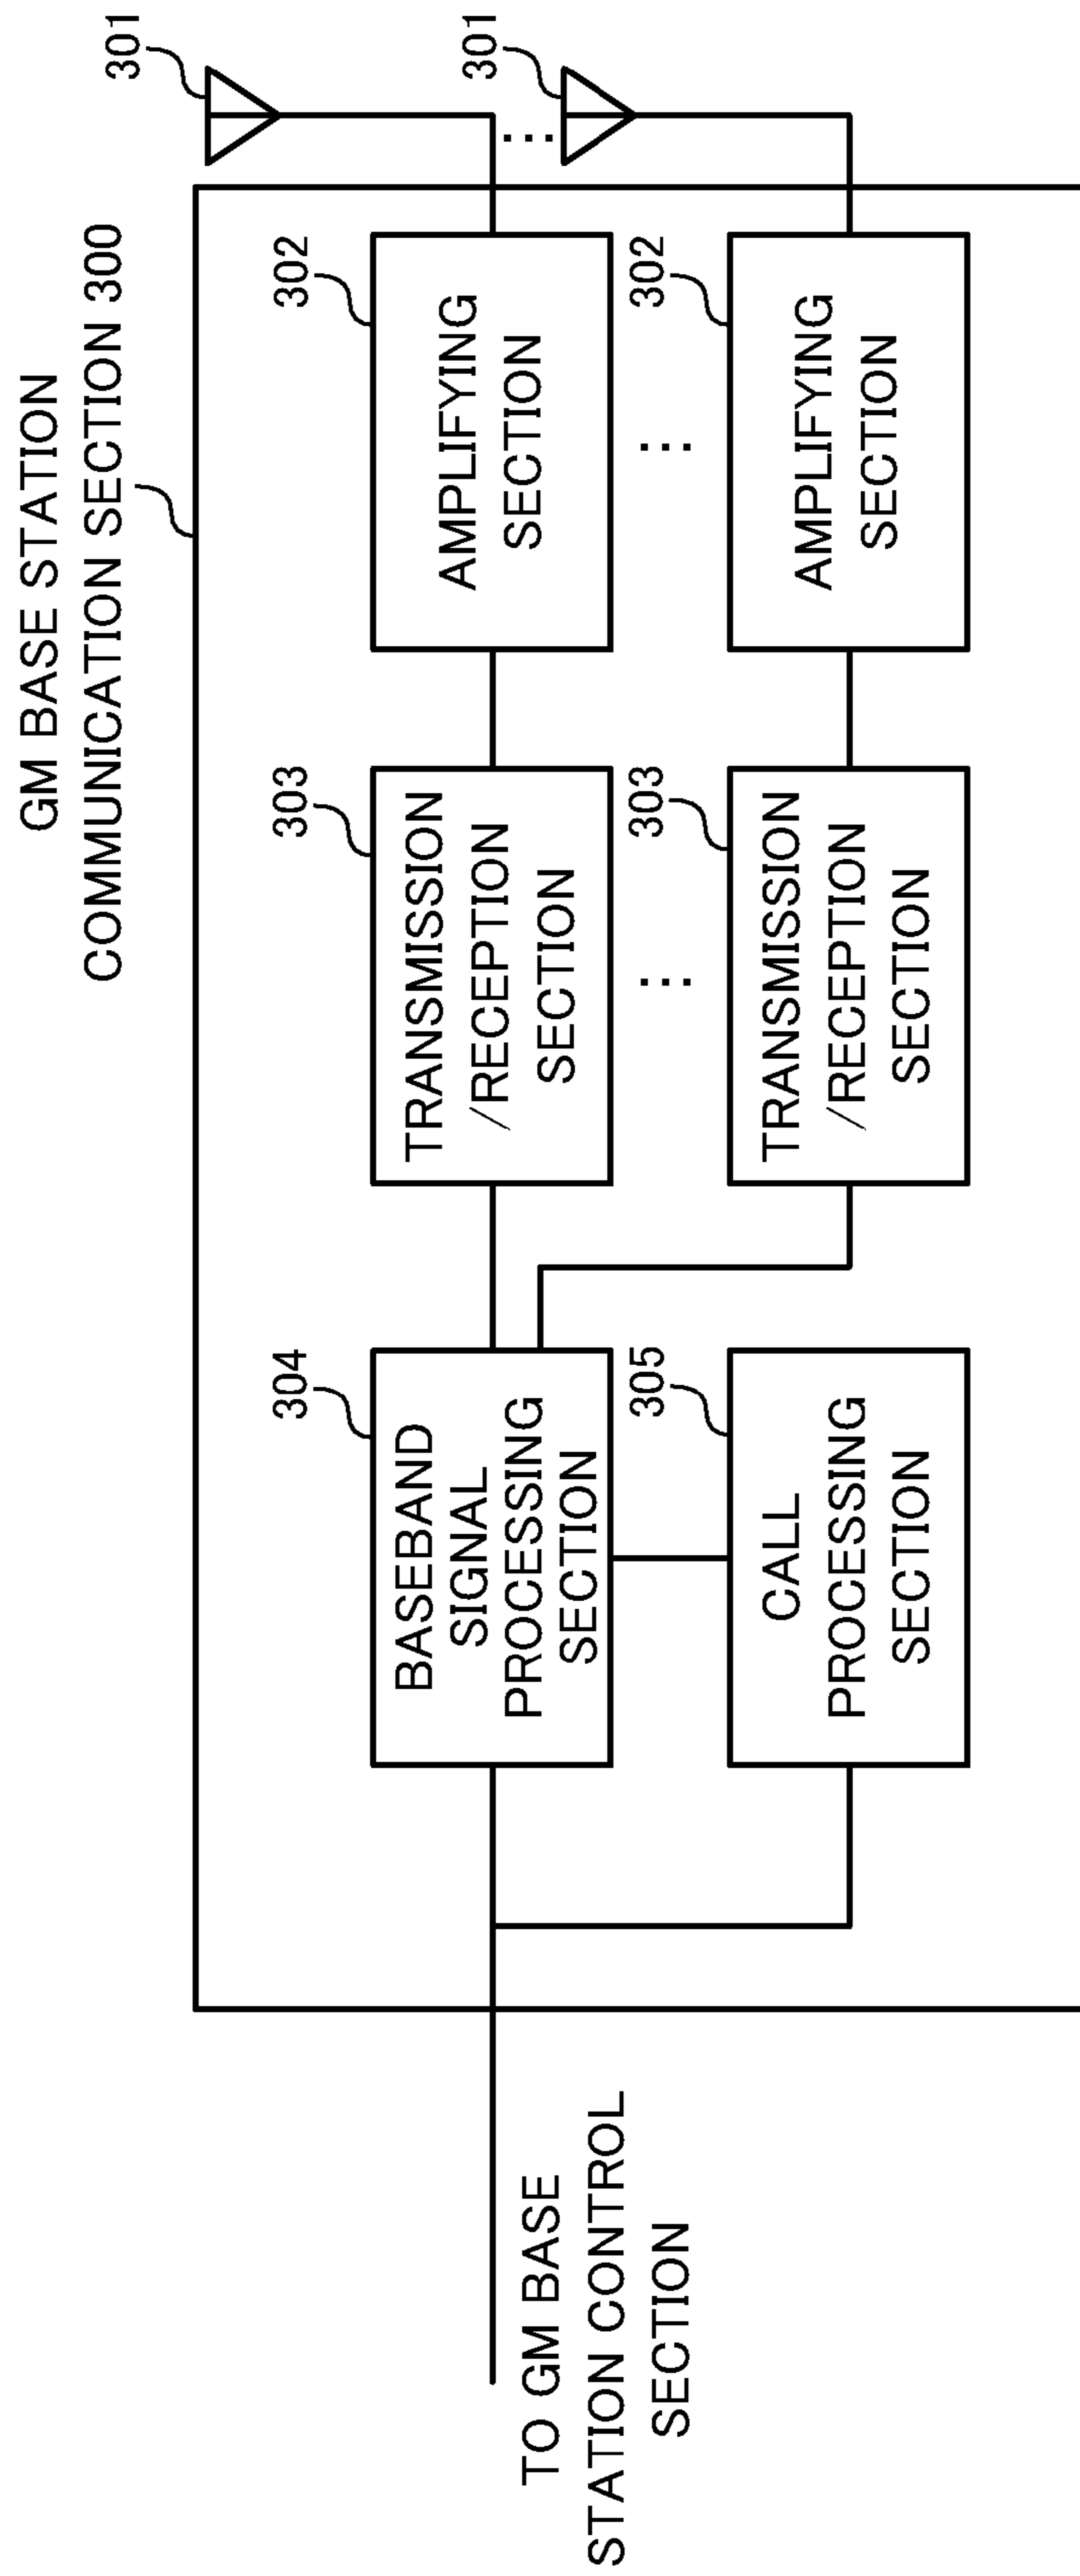 GM BASE STATION
COMMUNICATION SECTION 300
301
301
302
AMPLIFYING
SECTION
302
AMPLIFYING
SECTION
...
303
TRANSMISSION
/RECEPTION
SECTION
303
TRANSMISSION
/RECEPTION
SECTION
...
304
BASEBAND
SIGNAL
PROCESSING
SECTION
305
CALL
PROCESSING
SECTION
...
TO GM BASE
STATION CONTROL
SECTION